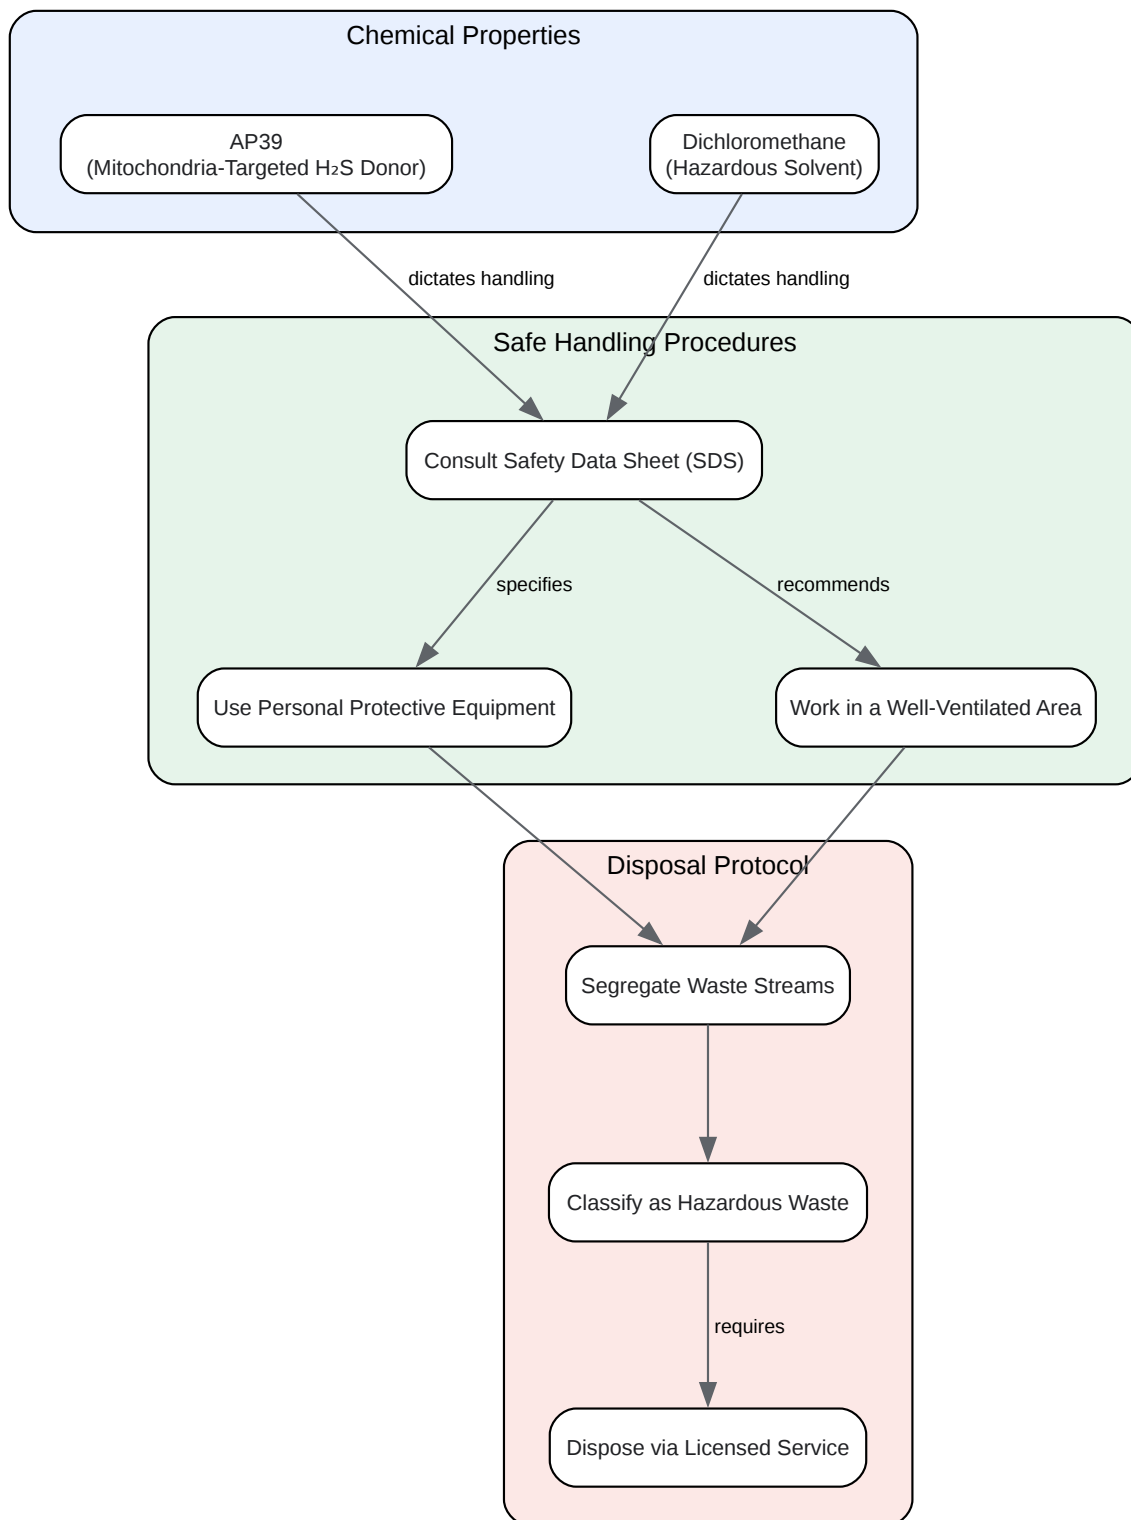 Chemical Properties
AP39
(Mitochondria-Targeted H₂S Donor)
Dichloromethane
(Hazardous Solvent)
dictates handling
dictates handling
Safe Handling Procedures
Consult Safety Data Sheet (SDS)
specifies
recommends
Use Personal Protective Equipment
Work in a Well-Ventilated Area
Disposal Protocol
Segregate Waste Streams
Classify as Hazardous Waste
requires
Dispose via Licensed Service